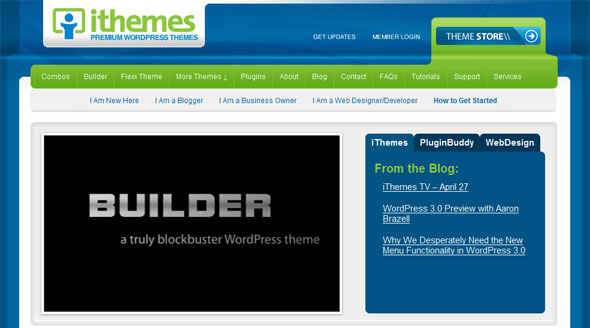 ithemes
PREMIUM WORDPRESS THEMES
GET UPDATES MEMBER LOGIN THEME STORE\\
Combos Builder Flexx Theme More Themes ↓ Plugins About Blog Contact FAQs Tutorials Support Services
I Am New Here I Am a Blogger I Am a Business Owner I Am a Web Designer/Developer How to Get Started
BUILDER
a truly blockbuster WordPress theme
iThemes PluginBuddy WebDesign
From the Blog:
iThemes TV – April 27
WordPress 3.0 Preview with Aaron
Brazell
Why We Desperately Need the New
Menu Functionality in WordPress 3.0